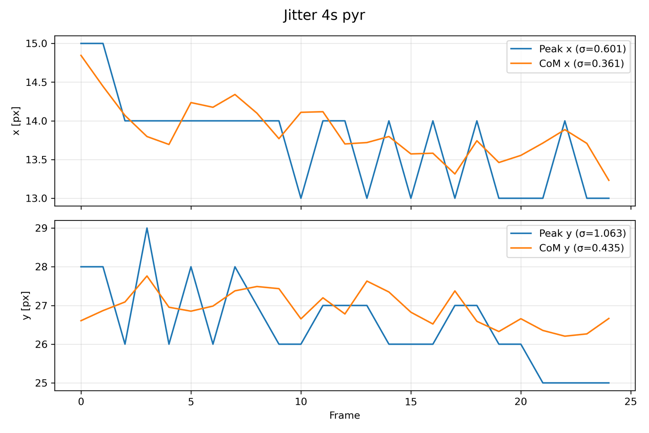 Jitter 4s pyr
Peak x (σ=0.601)
CoM x (σ=0.361)
x [px]
15.0
14.5
14.0
13.5
13.0
Peak y (σ=1.063)
CoM y (σ=0.435)
y [px]
29
28
27
26
25
0 5 10 15 20 25
Frame